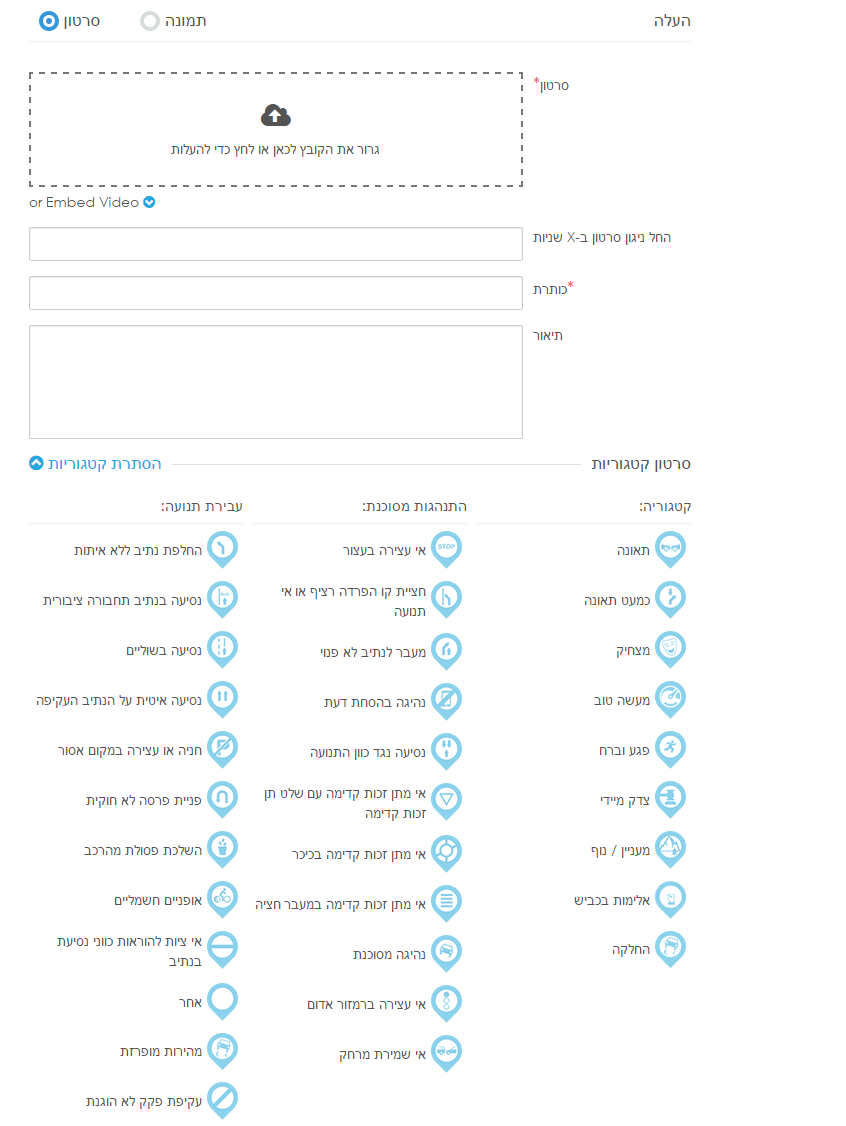 העלה
תמונה
סרטון
סרטון*
גרור את הקובץ לכאן או לחץ כדי להעלות
or Embed Video
החל ניגון סרטון ב-X שניות
*כותרת
תיאור
סרטון קטגוריות
הסתרת קטגוריות
קטגוריה:
תאונה
כמעט תאונה
מצחיק
מעשה טוב
פגע וברח
צדק מיידי
מעניין / נוף
אלימות בכביש
החלקה
התנהגות מסוכנת:
STOP
אי עצירה בעצור
חציית קו הפרדה רציף או אי
תנועה
מעבר לנתיב לא פנוי
נהיגה בהסחת דעת
נסיעה נגד כוון התנועה
אי מתן זכות קדימה עם שלט תן
זכות קדימה
אי מתן זכות קדימה בכיכר
אי מתן זכות קדימה במעבר חציה
נהיגה מסוכנת
אי עצירה ברמזור אדום
אי שמירת מרחק
עבירת תנועה:
החלפת נתיב ללא איתות
נסיעה בנתיב תחבורה ציבורית
נסיעה בשוליים
נסיעה איטית על הנתיב העקיפה
חניה או עצירה במקום אסור
פניית פרסה לא חוקית
השלכת פסולת מהרכב
אופניים חשמליים
אי ציות להוראות כווני נסיעת
בנתיב
אחר
מהירות מופרזת
עקיפת פקק לא הוגנת